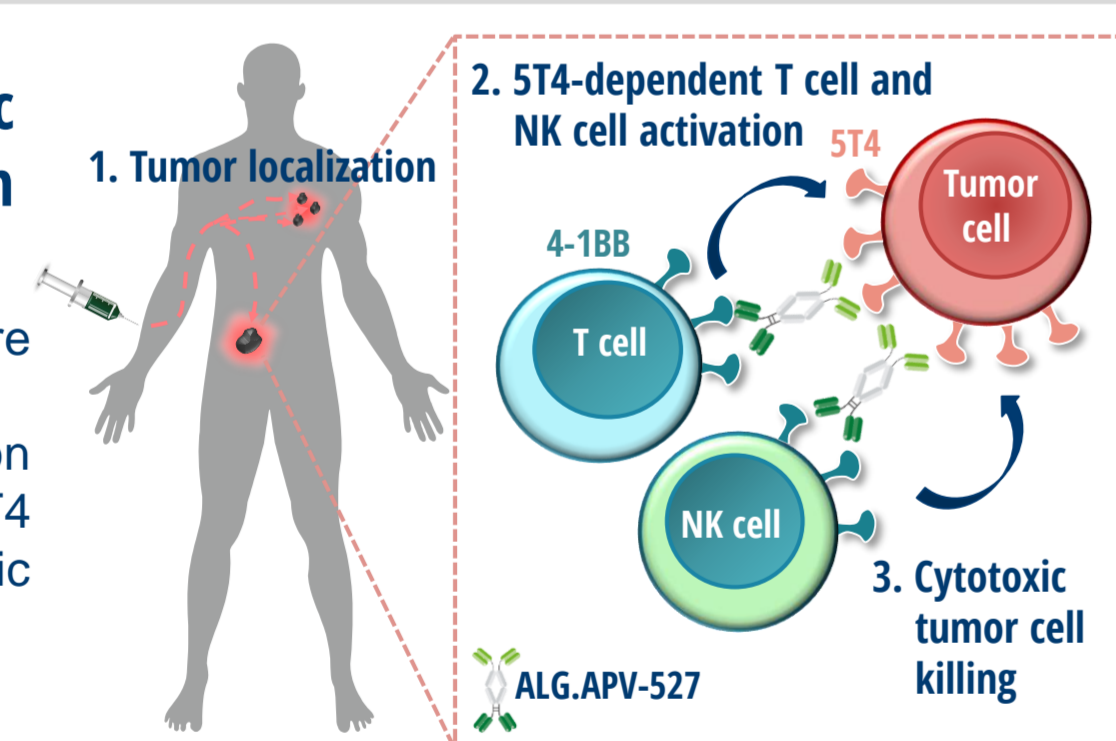 1. Tumor localization
2. 5T4-dependent T cell and
NK cell activation
5T4
Tumor
cell
4-1BB
T cell
NK cell
3. Cytotoxic
tumor cell
killing
ALG.APV-527